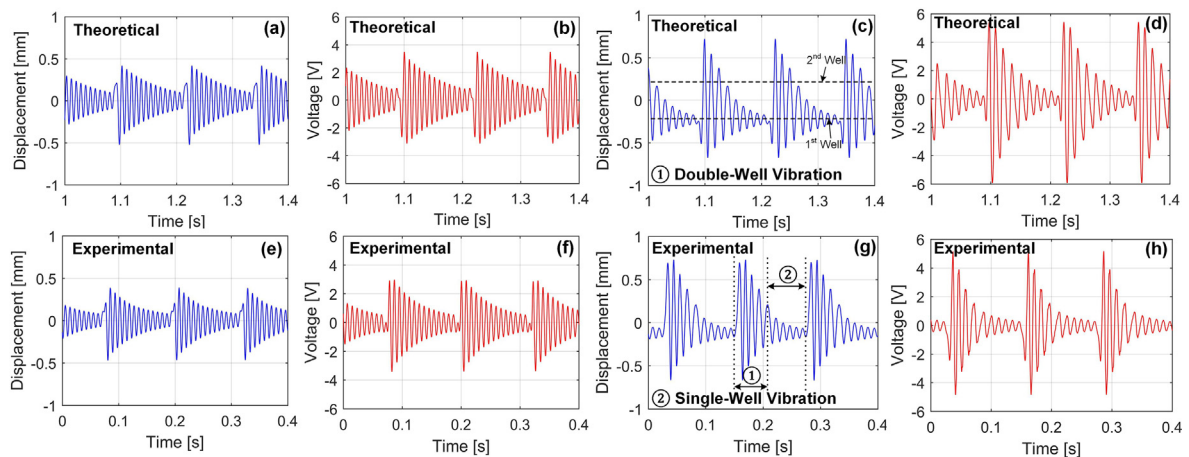 Theoretical (a)
Displacement [mm]
1
0.5
0
-0.5
-1
1 1.1 1.2 1.3 1.4
Time [s]
Theoretical (b)
Voltage [V]
6
4
2
0
-2
-4
-6
1 1.1 1.2 1.3 1.4
Time [s]
Theoretical (c)
Displacement [mm]
1
0.5
0
-0.5
-1
2nd Well
1st Well
① Double-Well Vibration
1 1.1 1.2 1.3 1.4
Time [s]
Theoretical (d)
Voltage [V]
6
4
2
0
-2
-4
-6
1 1.1 1.2 1.3 1.4
Time [s]
Experimental (e)
Displacement [mm]
1
0.5
0
-0.5
-1
0 0.1 0.2 0.3 0.4
Time [s]
Experimental (f)
Voltage [V]
6
4
2
0
-2
-4
-6
0 0.1 0.2 0.3 0.4
Time [s]
Experimental (g)
Displacement [mm]
1
0.5
0
-0.5
-1
②
①
② Single-Well Vibration
0 0.1 0.2 0.3 0.4
Time [s]
Experimental (h)
Voltage [V]
6
4
2
0
-2
-4
-6
0 0.1 0.2 0.3 0.4
Time [s]